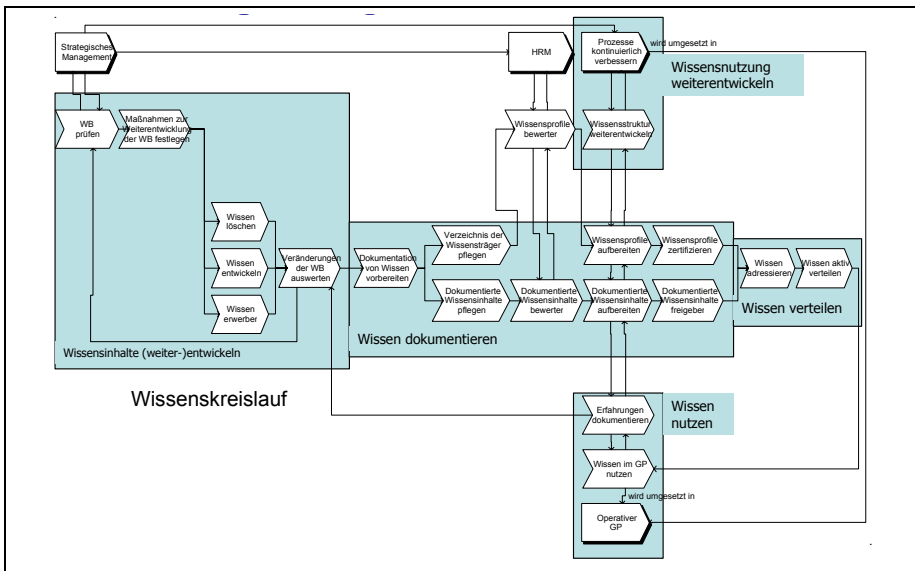 Strategisches
Management
HRM
Prozesse
kontinuierlich
verbessern
wird umgesetzt in
Wissensnutzung
weiterentwickeln
WB
prüfen
Maßnahmen zur
Weiterentwicklung
der WB festlegen
Wissensprofile
bewerter
Wissensstruktur
weiterentwickeln
Wissen
löschen
Wissen
entwickeln
Wissen
erwerber
Veränderungen
der WB
auswerten
Dokumentation
von Wissen
vorbereiten
Verzeichnis der
Wissensträger
pflegen
Wissensprofile
aufbereiten
Wissensprofile
zertifizieren
Dokumentierte
Wissensinhalte
pflegen
Dokumentierte
Wissensinhalte
bewerter
Dokumentierte
Wissensinhalte
aufbereiten
Dokumentierte
Wissensinhalte
freigeber
Wissen
adressieren
Wissen aktiv
verteilen
Wissen verteilen
Wissen dokumentieren
Wissensinhalte (weiter-)entwickeln
Wissenskreislauf
Erfahrungen
dokumentieren
Wissen
nutzen
Wissen im GP
nutzen
wird umgesetzt in
Operativer
GP